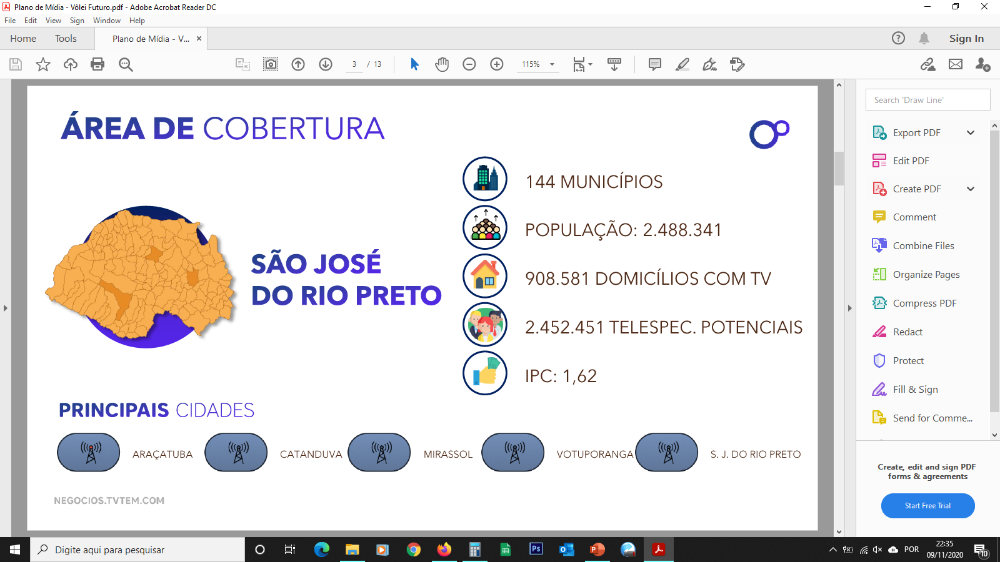 Plano de Mídia - Vôlei Futuro.pdf - Adobe Acrobat Reader DC
File Edit View Sign Window Help
Home Tools Plano de Mídia - V... × Sign In
3 / 13 115%
ÁREA DE COBERTURA
144 MUNICÍPIOS
POPULAÇÃO: 2.488.341
908.581 DOMICÍLIOS COM TV
2.452.451 TELESPEC. POTENCIAIS
IPC: 1,62
SÃO JOSÉ
DO RIO PRETO
PRINCIPAIS CIDADES
ARAÇATUBA CATANDUVA MIRASSOL VOTUPORANGA S. J. DO RIO PRETO
NEGOCIOS.TVTEM.COM
Search 'Draw Line'
Export PDF
Edit PDF
Create PDF
Comment
Combine Files
Organize Pages
Compress PDF
Redact
Protect
Fill & Sign
Send for Comme...
Create, edit and sign PDF
forms & agreements
Start Free Trial
Digite aqui para pesquisar
POR
22:35
09/11/2020
10